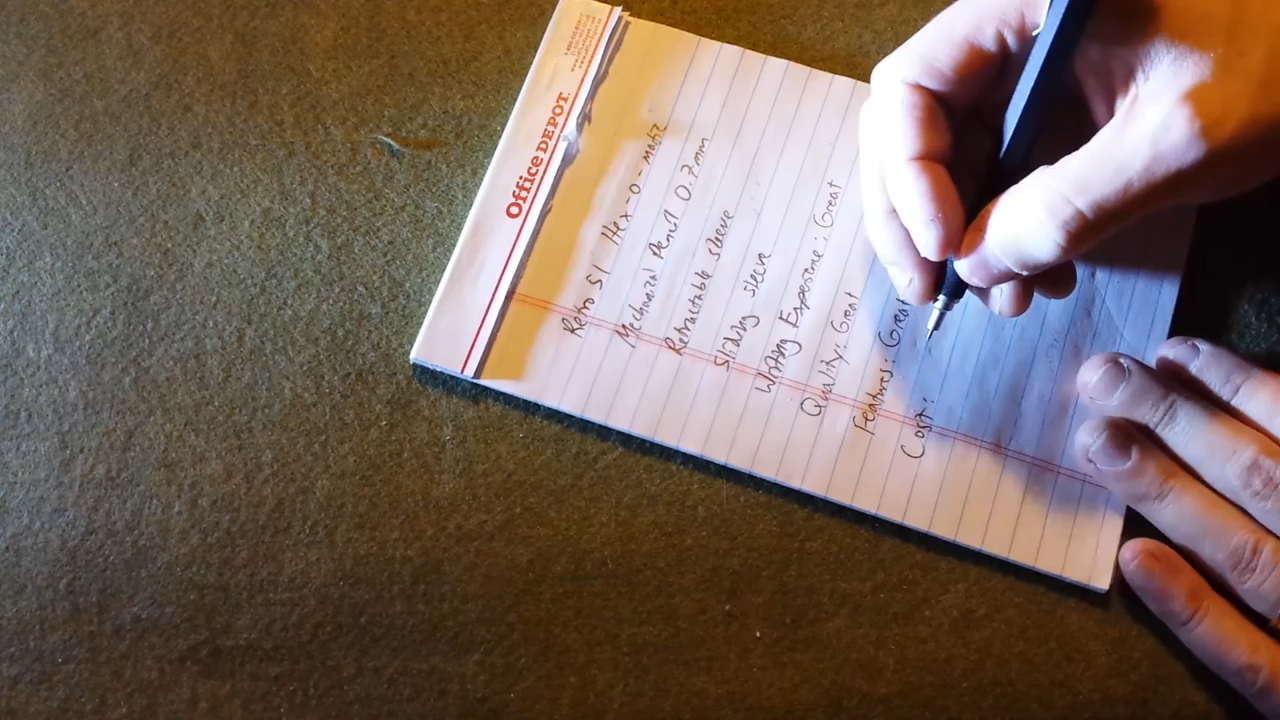 Office DEPOT
Retro 51 Hex-o-matic
Mechanical Pencil 0.7mm
Retractable sleeve
Sliding sleeve
Writing Experience: Great
Quality: Great
Features: Great
Cost: